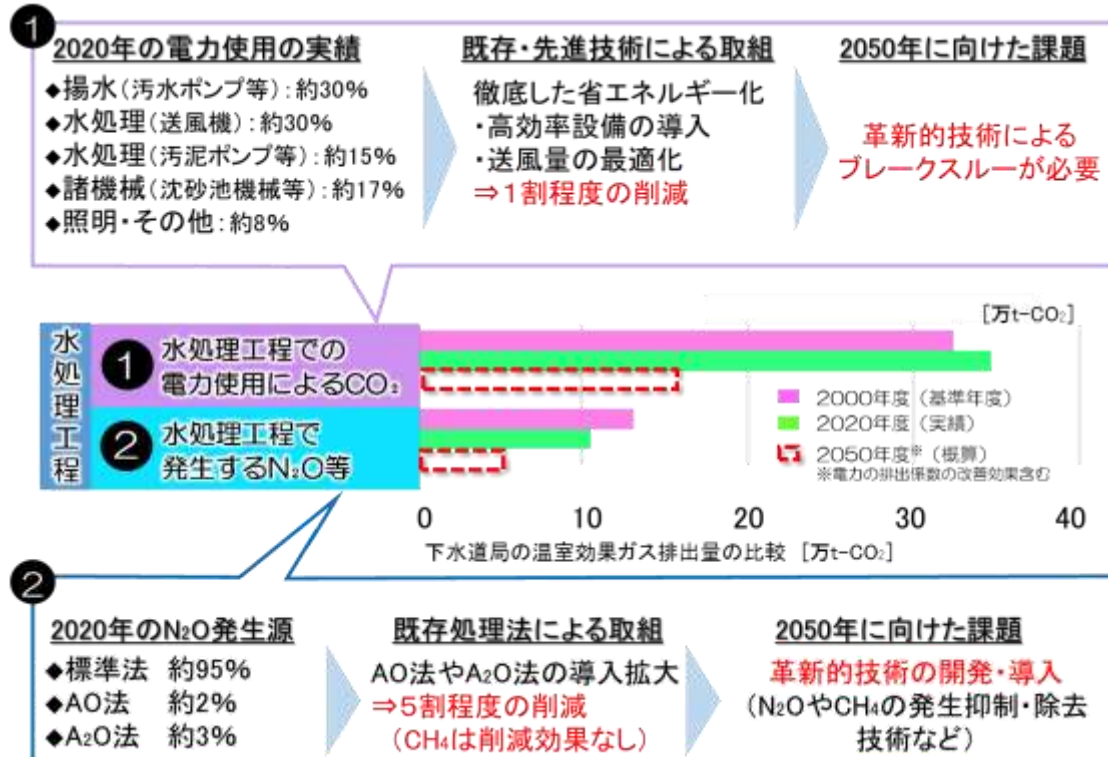 1
2020年の電力使用の実績
◆揚水(汚水ポンプ等):約30%
◆水処理(送風機):約30%
◆水処理(汚泥ポンプ等):約15%
◆諸機械(沈砂池機械等):約17%
◆照明・その他:約8%
既存・先進技術による取組
徹底した省エネルギー化
・高効率設備の導入
・送風量の最適化
⇒1割程度の削減
2050年に向けた課題
革新的技術による
ブレークスルーが必要
[万t-CO₂]
水処理工程
1 水処理工程での
電力使用によるCO₂
2 水処理工程で
発生するN₂O等
2000年度(基準年度)
2020年度(実績)
2050年度※(概算)
※電力の排出係数の改善効果含む
0 10 20 30 40
下水道局の温室効果ガス排出量の比較 [万t-CO₂]
2
2020年のN₂O発生源
◆標準法 約95%
◆AO法 約2%
◆A₂O法 約3%
既存処理法による取組
AO法やA₂O法の導入拡大
⇒5割程度の削減
(CH₄は削減効果なし)
2050年に向けた課題
革新的技術の開発・導入
(N₂OやCH₄の発生抑制・除去
技術など)